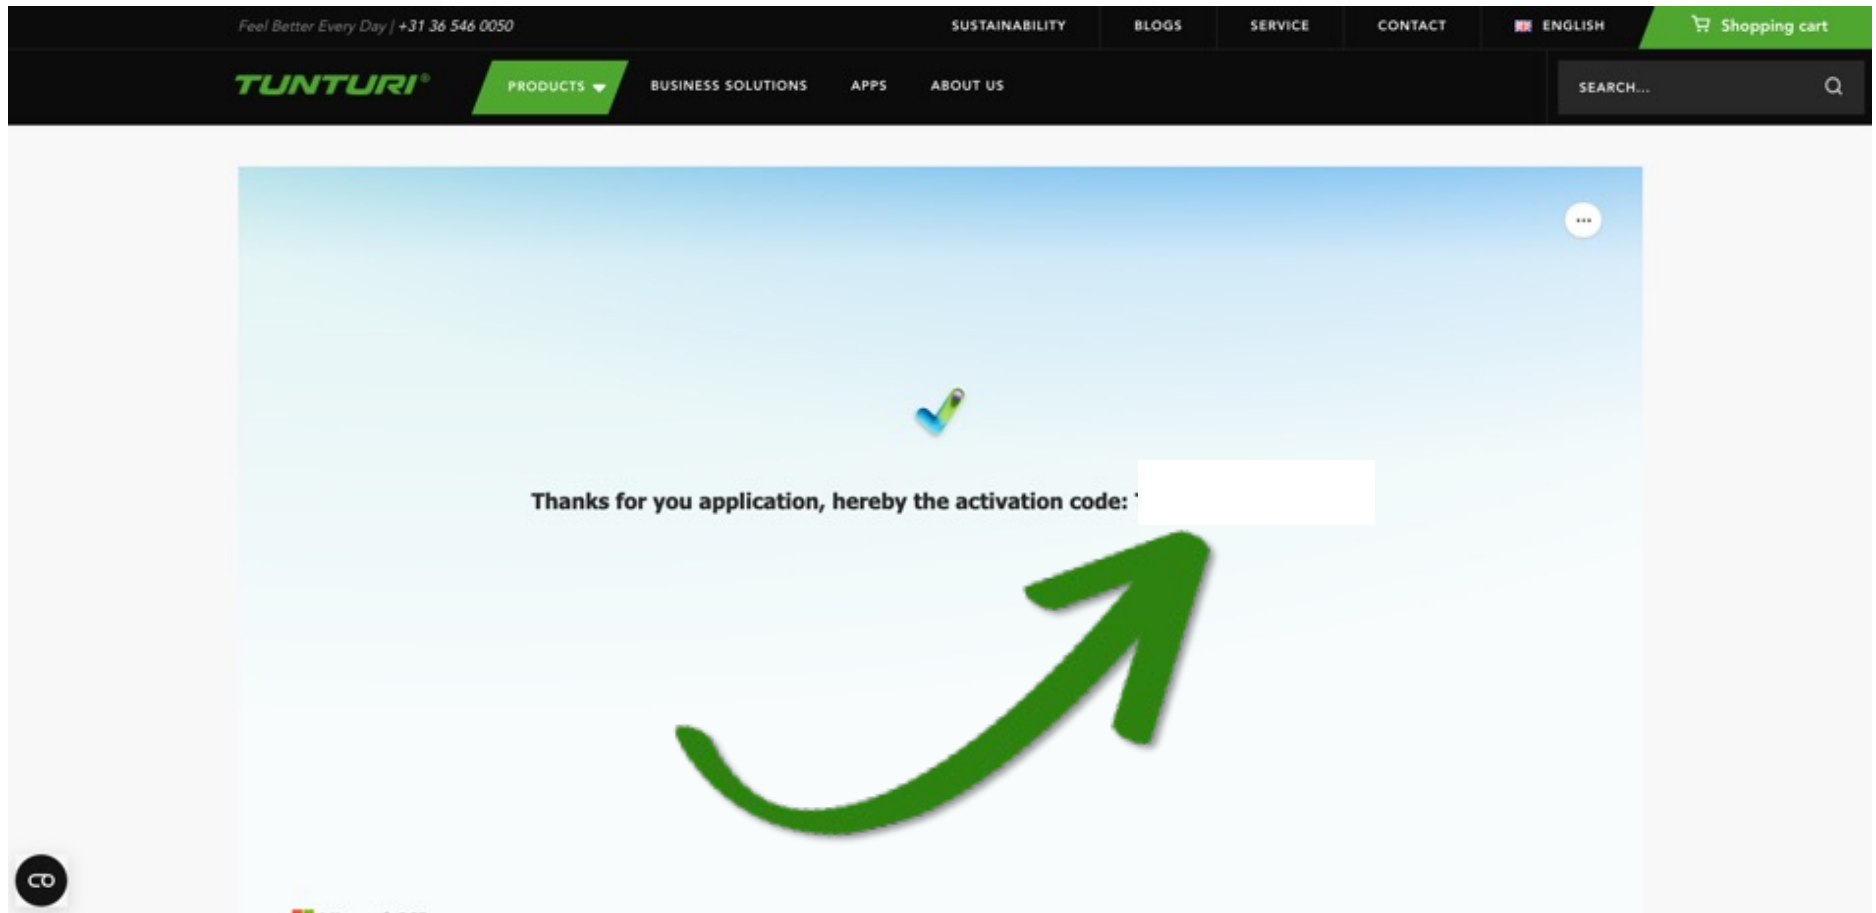 Feel Better Every Day | +31 36 546 0050
SUSTAINABILITY
BLOGS
SERVICE
CONTACT
ENGLISH
Shopping cart
TUNTURI®
PRODUCTS
BUSINESS SOLUTIONS
APPS
ABOUT US
SEARCH...
Thanks for you application, hereby the activation code: